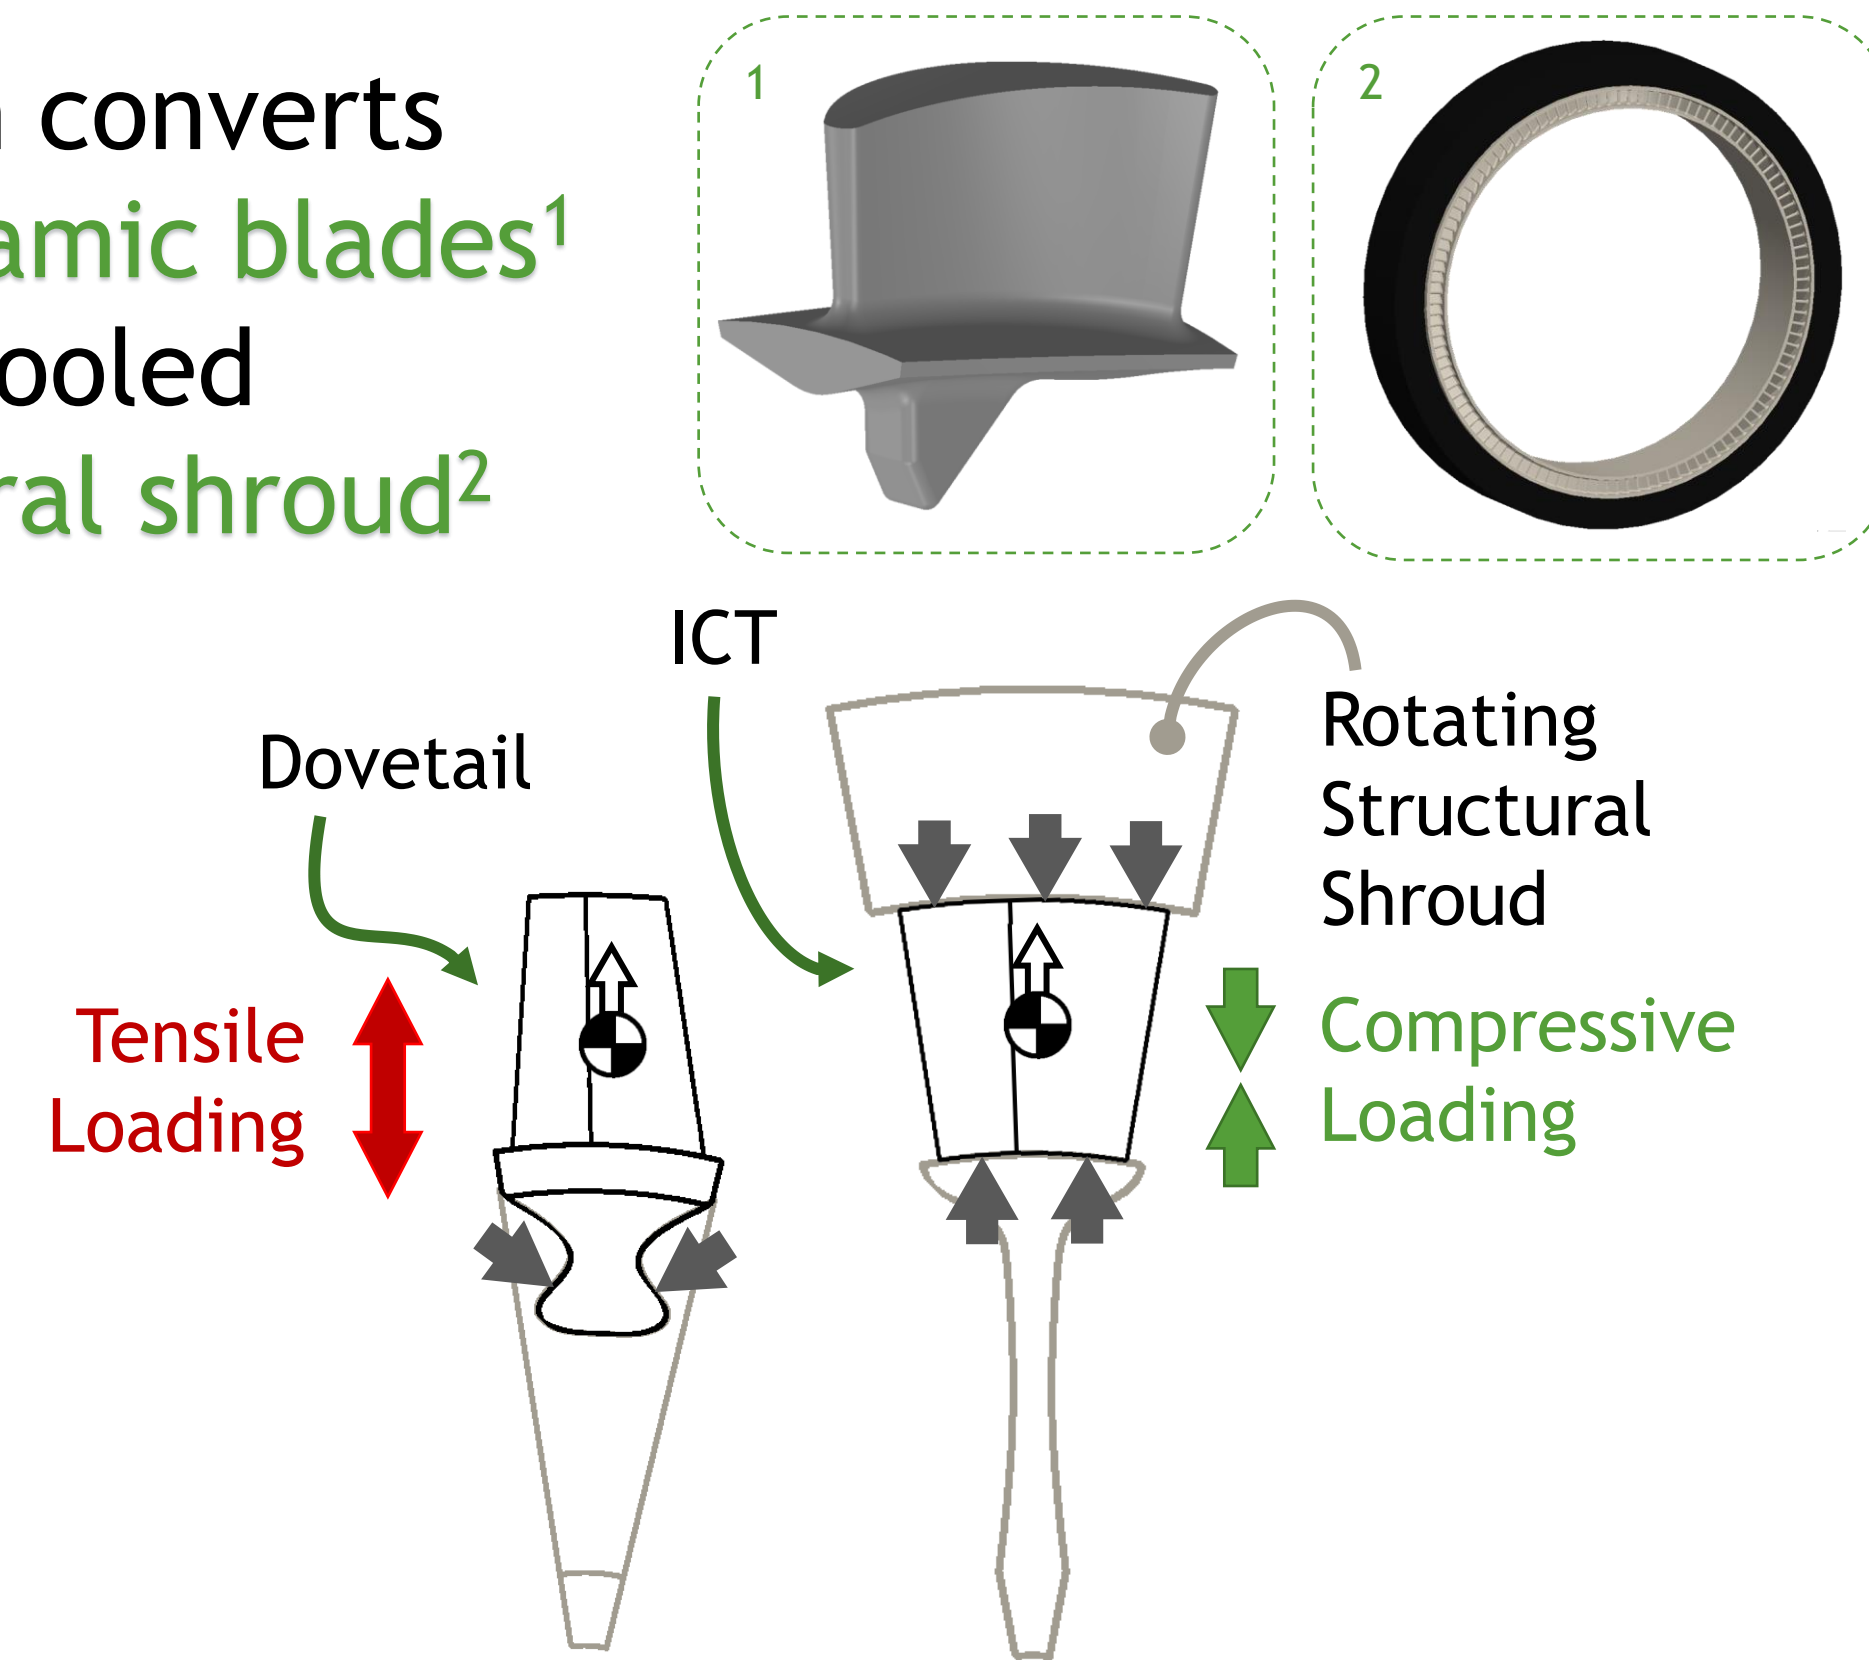 converts
amic blades¹
ooled
ral shroud²
1
2
ICT
Dovetail
Rotating
Structural
Shroud
Tensile
Loading
Compressive
Loading